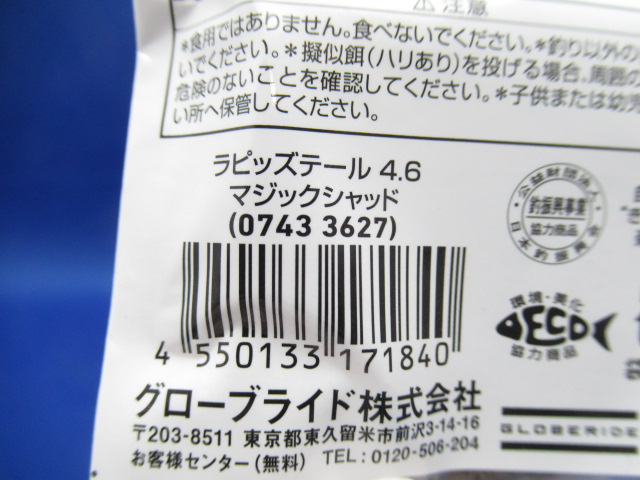 ⚠ 注意
*食用ではありません。食べないでください。*釣り以外の
いでください。*擬似餌(ハリあり)を投げる場合、周囲の
危険のないことを確認してください。*子供または幼
い所へ保管してください。
ラピッズテール 4.6
マジックシャッド
(0743 3627)
公益財団法人
釣振興事業
協力商品
日本釣振興会
環境・美化
ECO
協力商品
4 550133 171840
グローブライド株式会社
〒203-8511 東京都東久留米市前沢3-14-16
お客様センター(無料) TEL:0120-506-204
GLOBERIDE